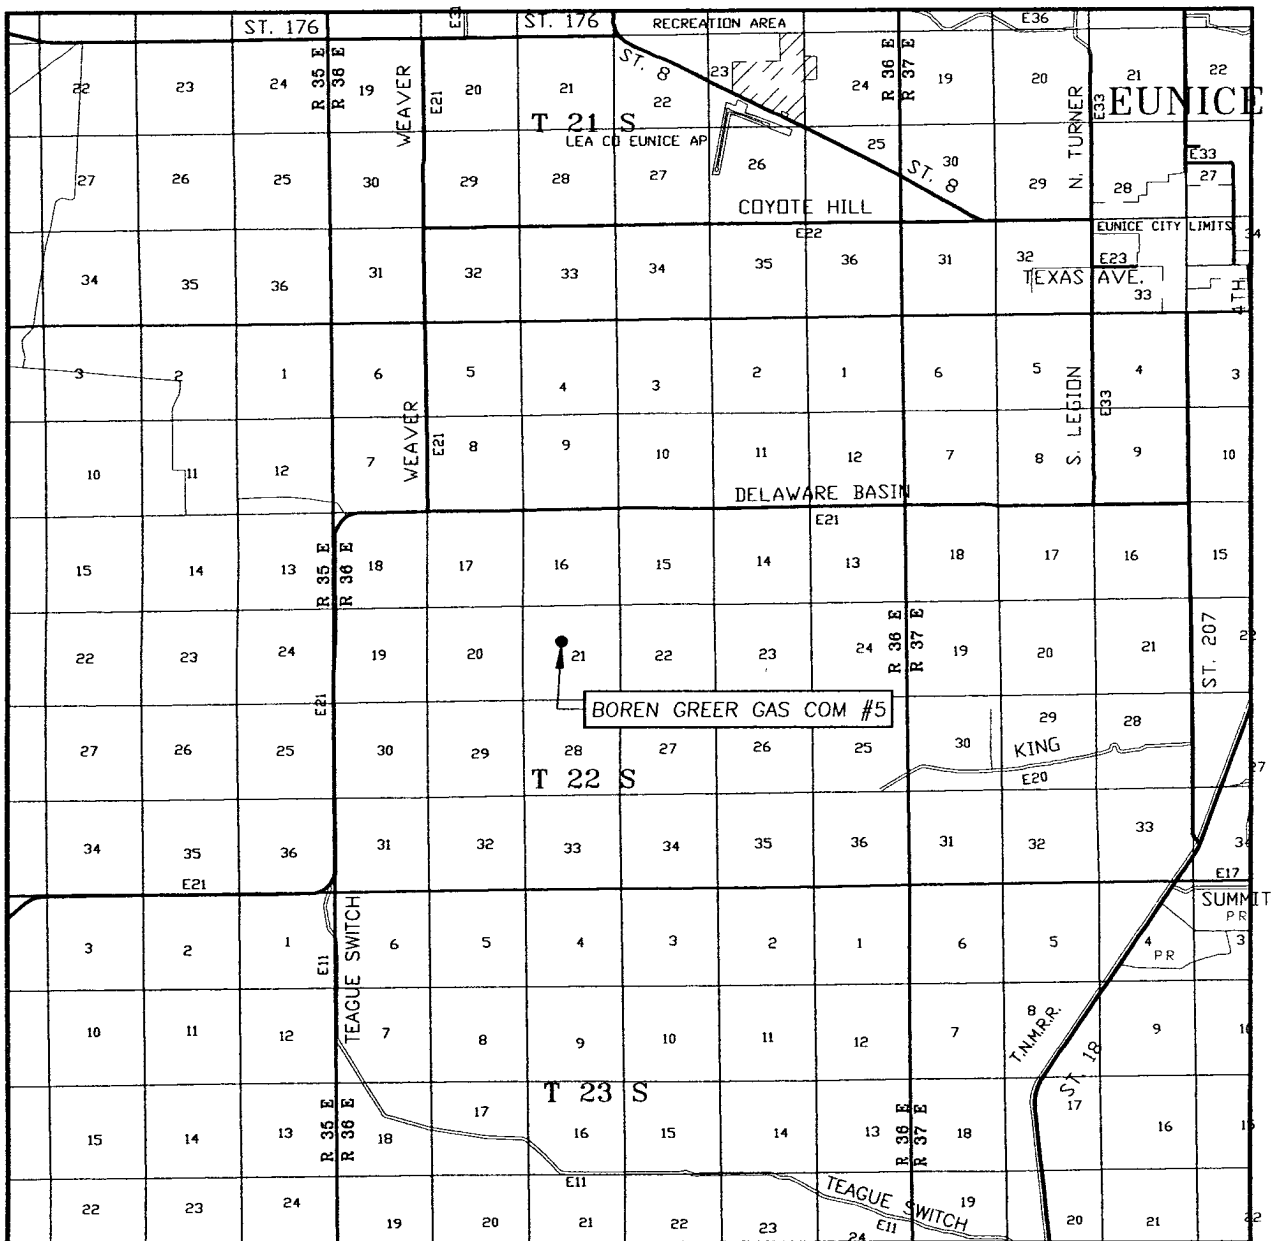 E31 ST. 176 ST. 176 RECREATION AREA E36
22 23 24 R 35 E R 38 E 19 WEAVER E21 20 21 22 ST. 8 23 24 R 36 E R 37 E 19 20 N. TURNER E33 21 22
EUNICE
T 21 S
LEA CO EUNICE AP
27 26 25 30 29 28 27 26 25 ST. 8 30 29 28 E33 27
COYOTE HILL
E22
EUNICE CITY LIMITS
34 35 36 31 32 33 34 35 36 31 32 E23 33 34
TEXAS AVE.
4TH
3 2 1 6 5 4 3 2 1 6 5 4 3
WEAVER E21 S. LEGION E33
10 11 12 7 8 9 10 11 12 7 8 9 10
DELAWARE BASIN
E21
15 14 13 R 35 E R 36 E 18 17 16 15 14 13 18 17 16 15
22 23 24 19 20 21 22 23 24 R 36 E R 37 E 19 20 21 ST. 207 22
E21
BOREN GREER GAS COM #5
27 26 25 30 29 28 27 26 25 30 29 28 27
KING
E20
T 22 S
34 35 36 31 32 33 34 35 36 31 32 33
E21
E17
SUMMIT
PR
3 2 1 6 5 4 3 2 1 6 5 4 3
PR
E11 TEAGUE SWITCH
10 11 12 7 8 9 10 11 12 7 8 9 10
T.N.M.R.R.
ST. 18
T 23 S
15 14 13 R 35 E R 36 E 18 17 16 15 14 13 R 36 E R 37 E 18 17 16 15
E11
TEAGUE SWITCH
E11
22 23 24 19 20 21 22 23 24 19 20 21 22